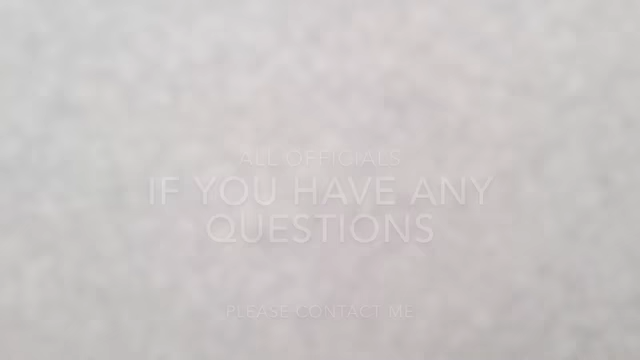 ALL OFFICIALS
IF YOU HAVE ANY
QUESTIONS
PLEASE CONTACT ME